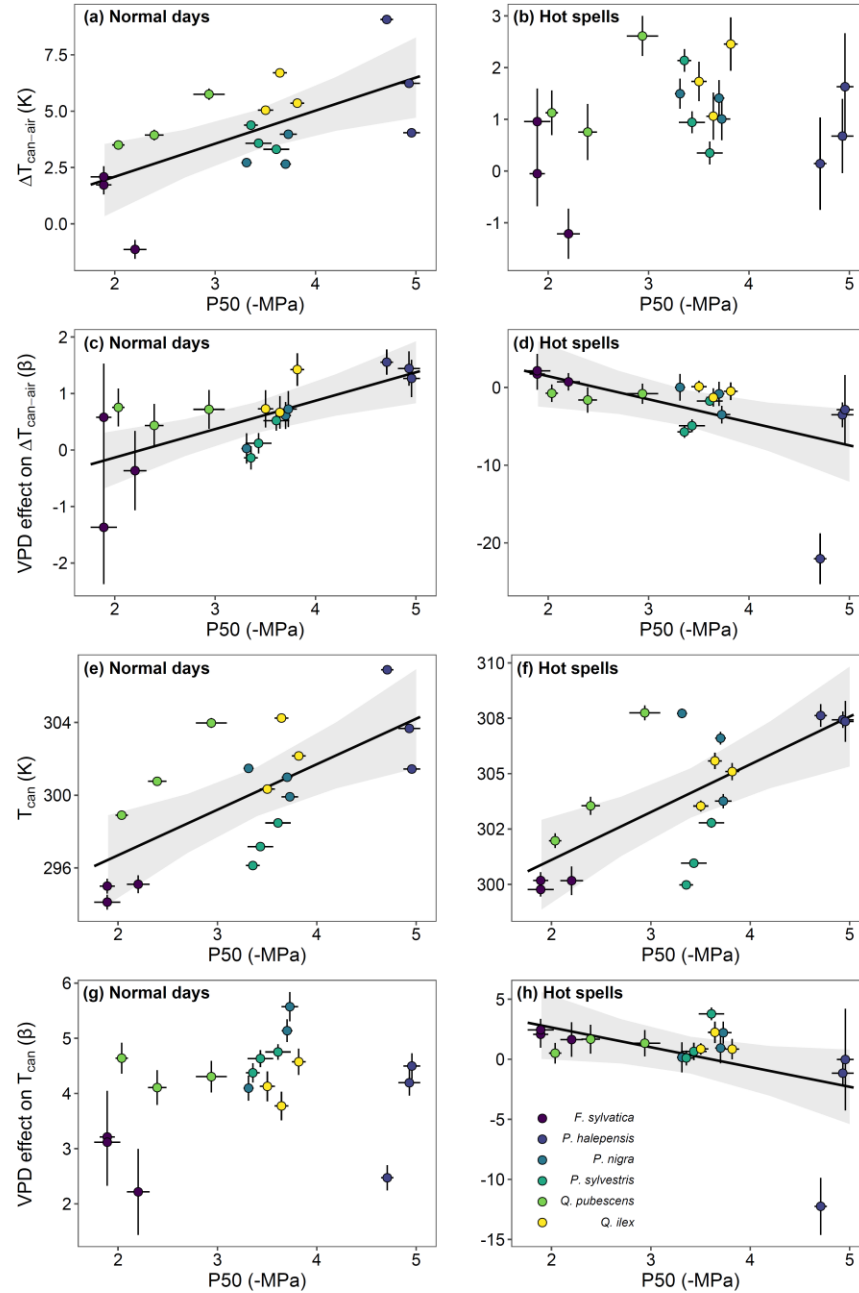 (a) Normal days
ΔTcan−air (K)
7.5
5.0
2.5
0.0
2 3 4 5
P50 (-MPa)
(b) Hot spells
3
2
1
0
-1
2 3 4 5
P50 (-MPa)
(c) Normal days
VPD effect on ΔTcan−air (β)
2
1
0
-1
-2
2 3 4 5
P50 (-MPa)
(d) Hot spells
0
-10
-20
2 3 4 5
P50 (-MPa)
(e) Normal days
Tcan (K)
304
300
296
2 3 4 5
P50 (-MPa)
(f) Hot spells
310
308
305
302
300
2 3 4 5
P50 (-MPa)
(g) Normal days
VPD effect on Tcan (β)
6
5
4
3
2
2 3 4 5
P50 (-MPa)
(h) Hot spells
5
0
-5
-10
-15
F. sylvatica
P. halepensis
P. nigra
P. sylvestris
Q. pubescens
Q. ilex
2 3 4 5
P50 (-MPa)